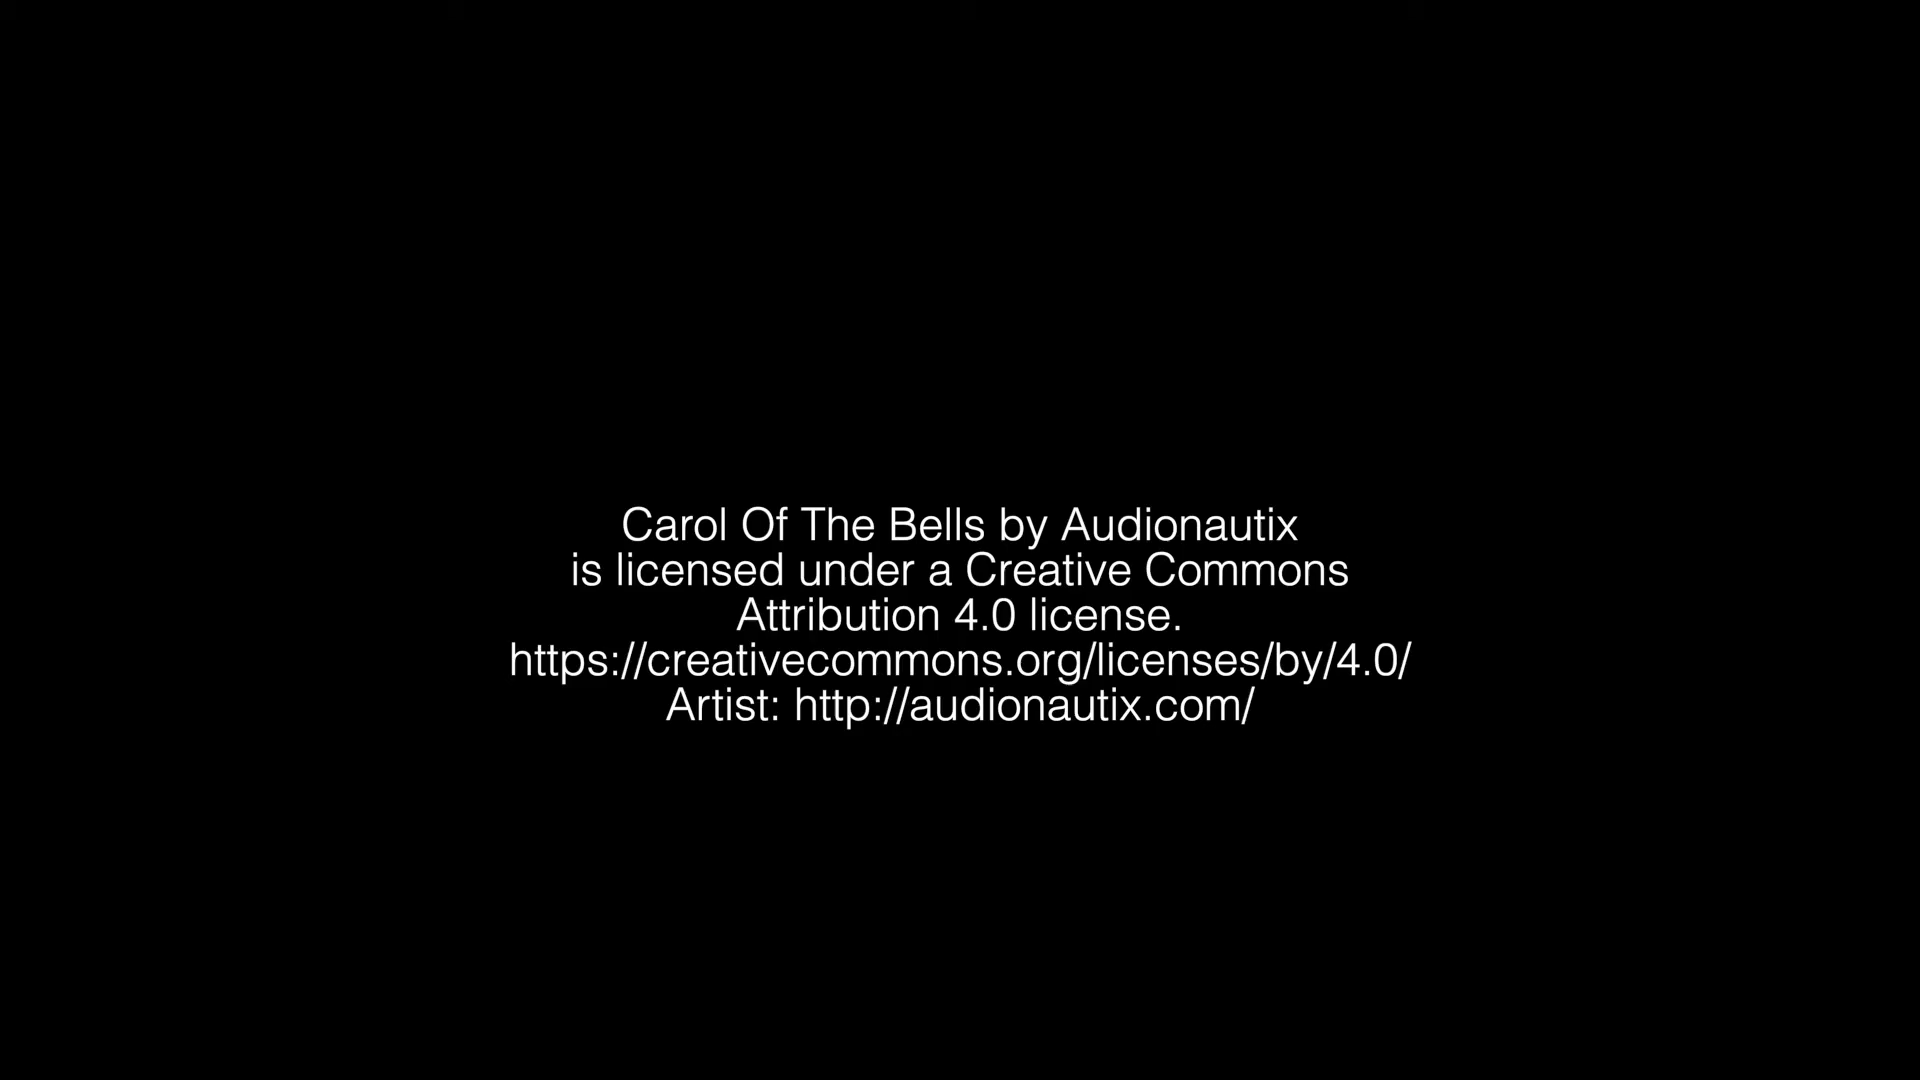 Carol Of The Bells by Audionautix
is licensed under a Creative Commons
Attribution 4.0 license.
https://creativecommons.org/licenses/by/4.0/
Artist: http://audionautix.com/